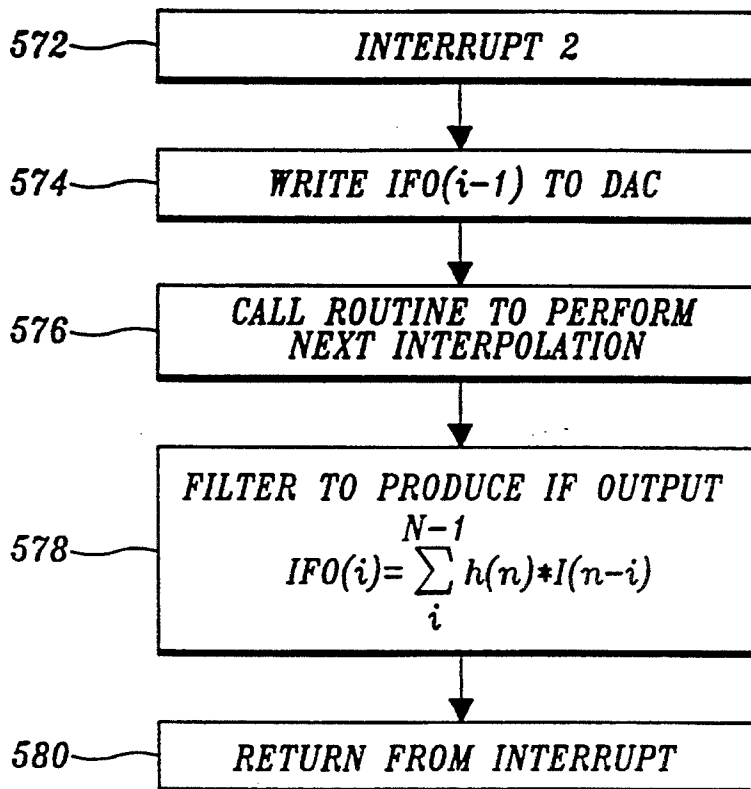 572 INTERRUPT 2
574 WRITE IFO(i-1) TO DAC
576 CALL ROUTINE TO PERFORM
NEXT INTERPOLATION
FILTER TO PRODUCE IF OUTPUT
N-1
578 IFO(i)=∑ h(n)*I(n-i)
i
580 RETURN FROM INTERRUPT